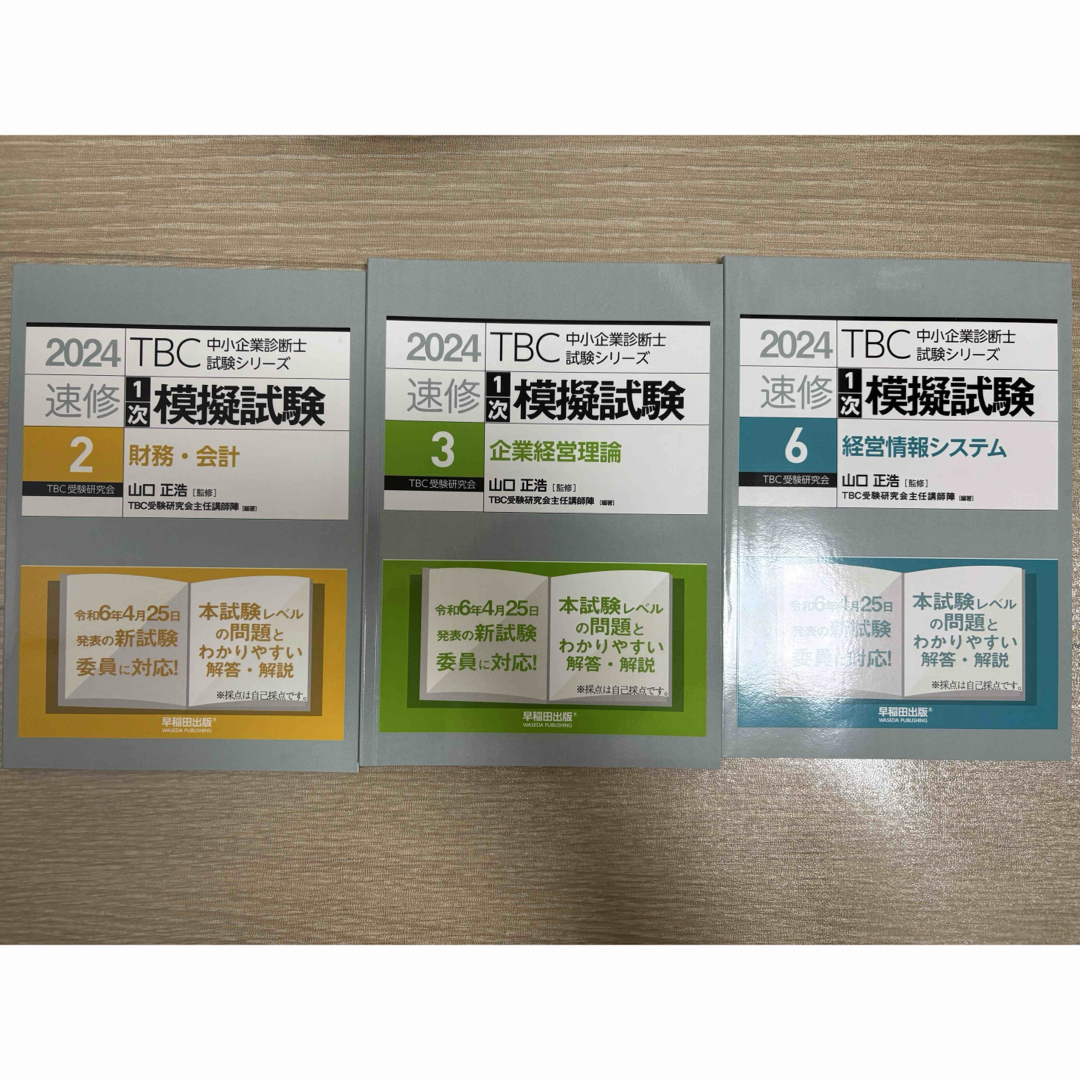 2024
TBC 中小企業診断士
試験シリーズ
速修
1次 模擬試験
2
財務・会計
TBC 受験研究会
山口 正浩 [監修]
TBC受験研究会主任講師陣 [編著]
令和6年4月25日
発表の新試験
委員に対応!
本試験レベル
の問題と
わかりやすい
解答・解説
※採点は自己採点です。
早稲田出版®
WASEDA PUBLISHING
2024
TBC 中小企業診断士
試験シリーズ
速修
1次 模擬試験
3
企業経営理論
TBC 受験研究会
山口 正浩 [監修]
TBC受験研究会主任講師陣 [編著]
令和6年4月25日
発表の新試験
委員に対応!
本試験レベル
の問題と
わかりやすい
解答・解説
※採点は自己採点です。
早稲田出版®
WASEDA PUBLISHING
2024
TBC 中小企業診断士
試験シリーズ
速修
1次 模擬試験
6
経営情報システム
TBC 受験研究会
山口 正浩 [監修]
TBC受験研究会主任講師陣 [編著]
令和6年4月25日
発表の新試験
委員に対応!
本試験レベル
の問題と
わかりやすい
解答・解説
※採点は自己採点です。
早稲田出版®
WASEDA PUBLISHING